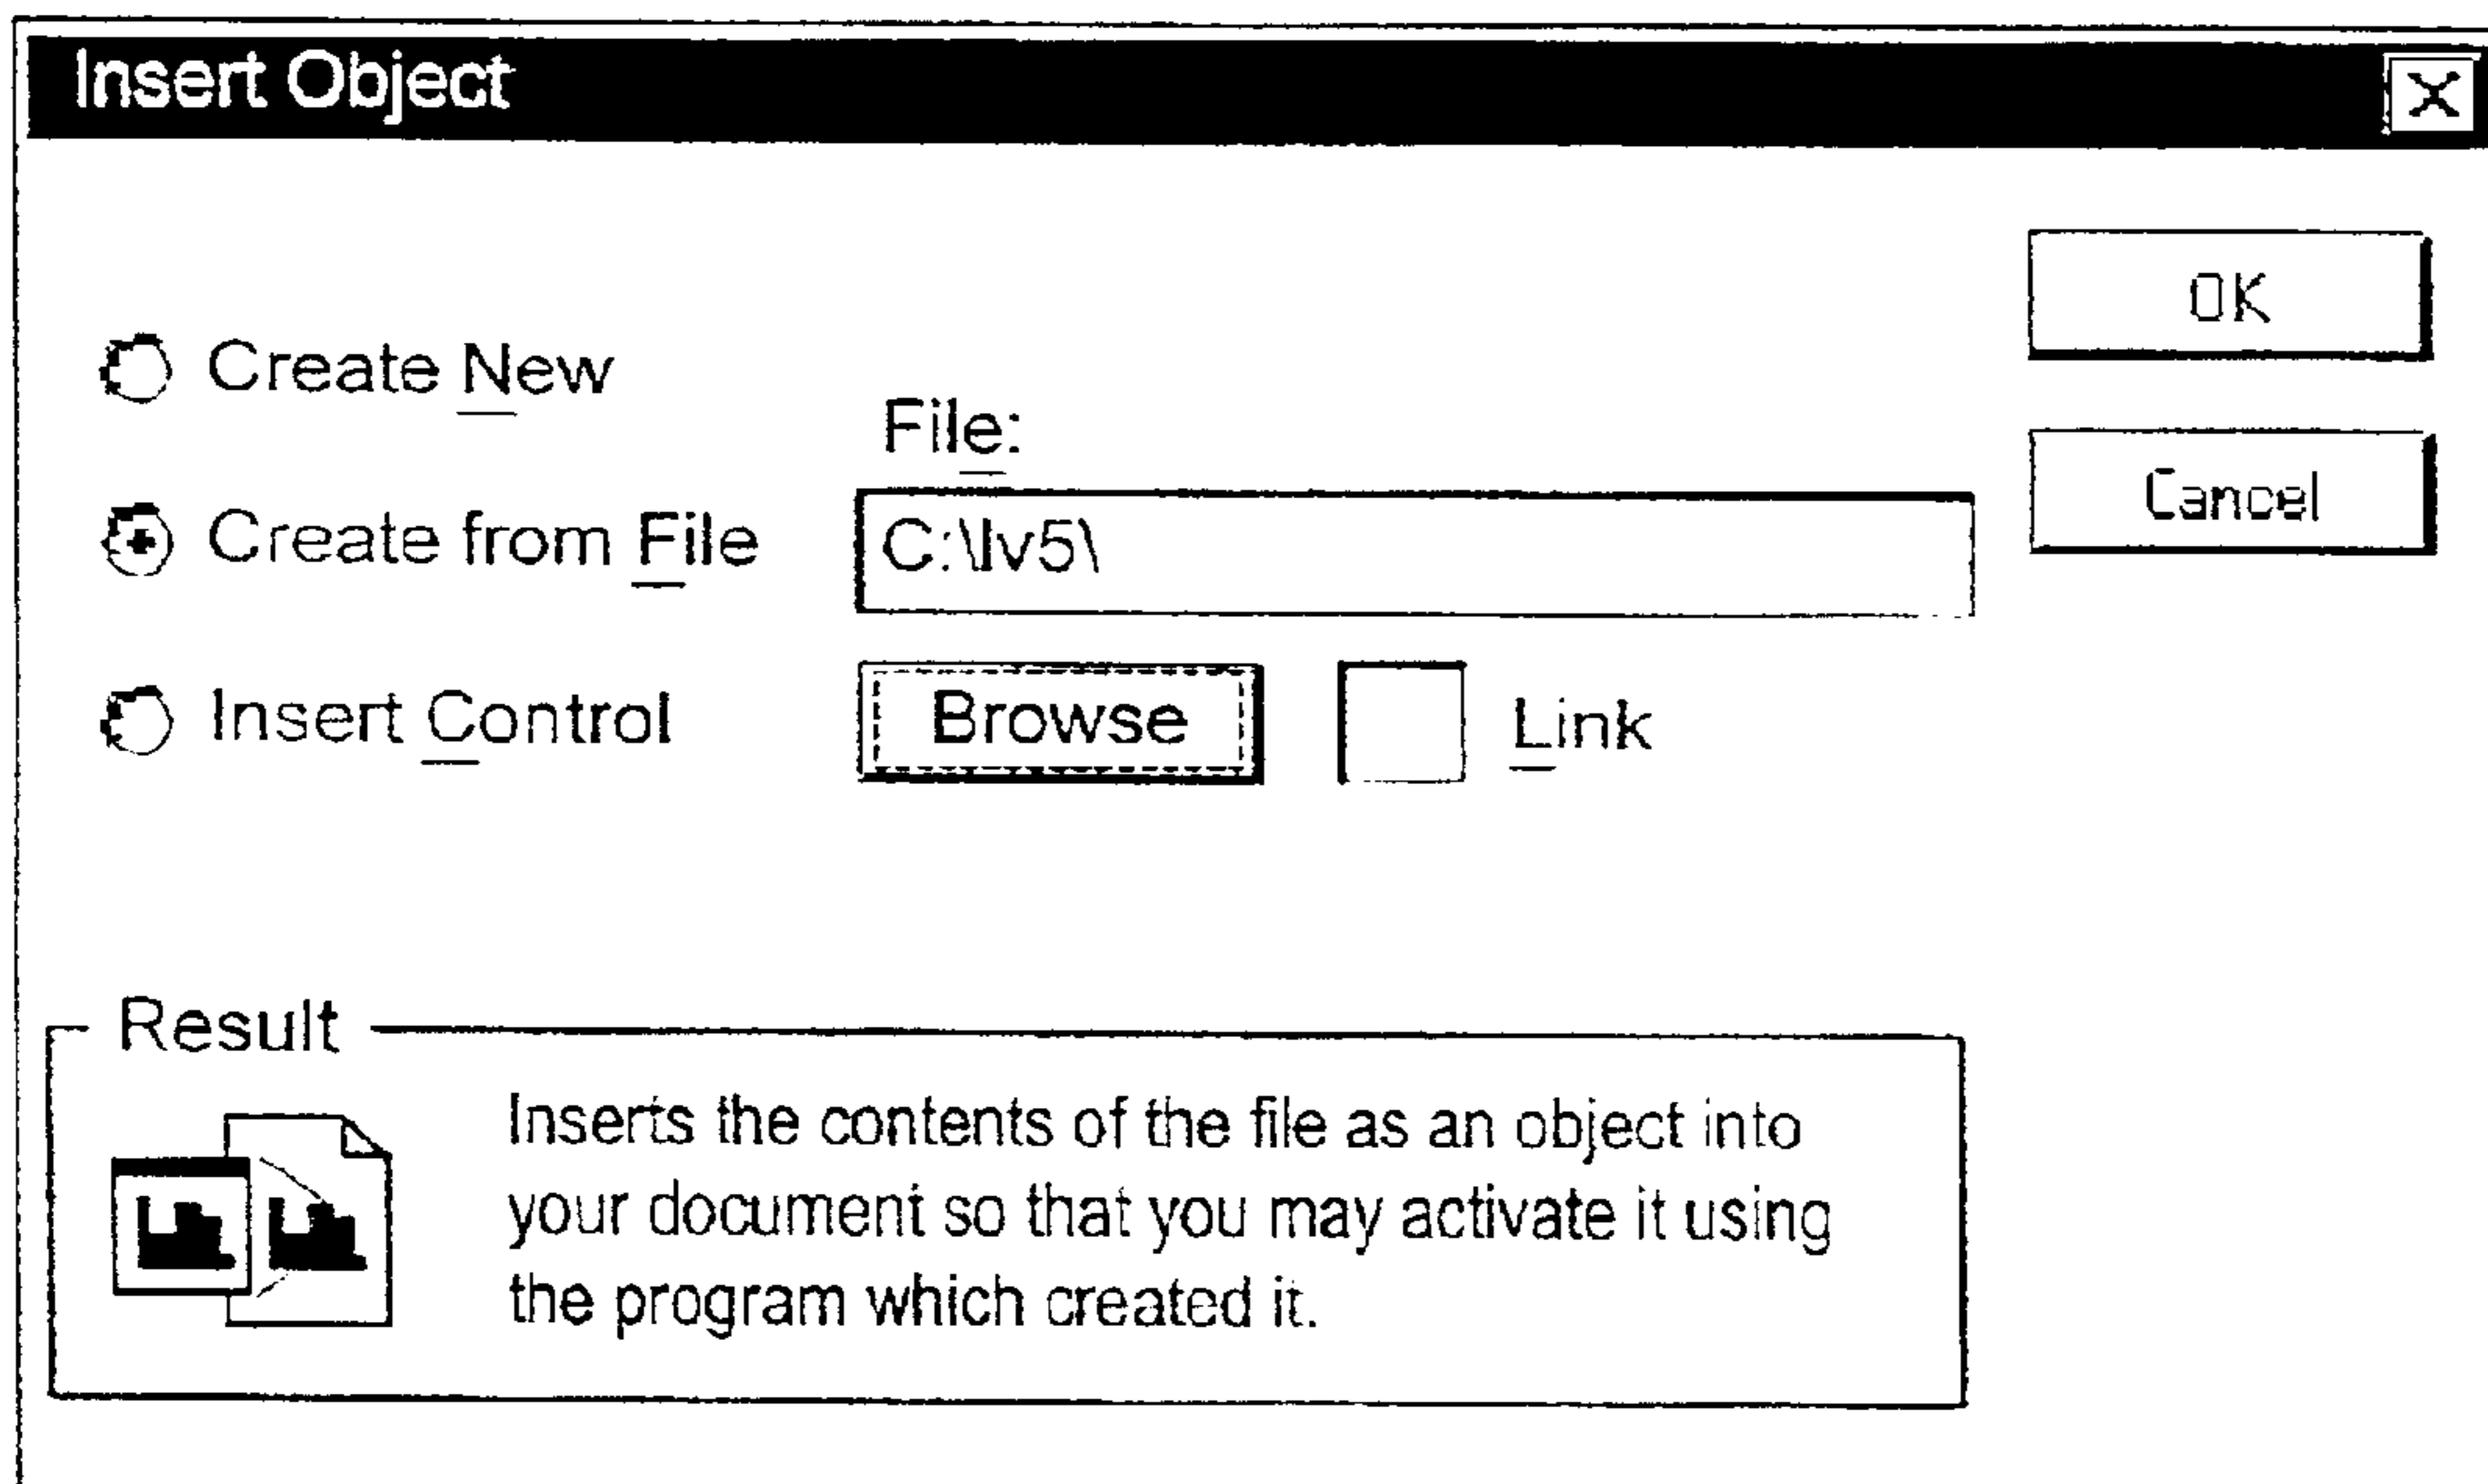 Insert Object
OK
Create New
File:
Cancel
Create from File
C:\lv5\
Insert Control
Browse
Link
Result
Inserts the contents of the file as an object into
your document so that you may activate it using
the program which created it.